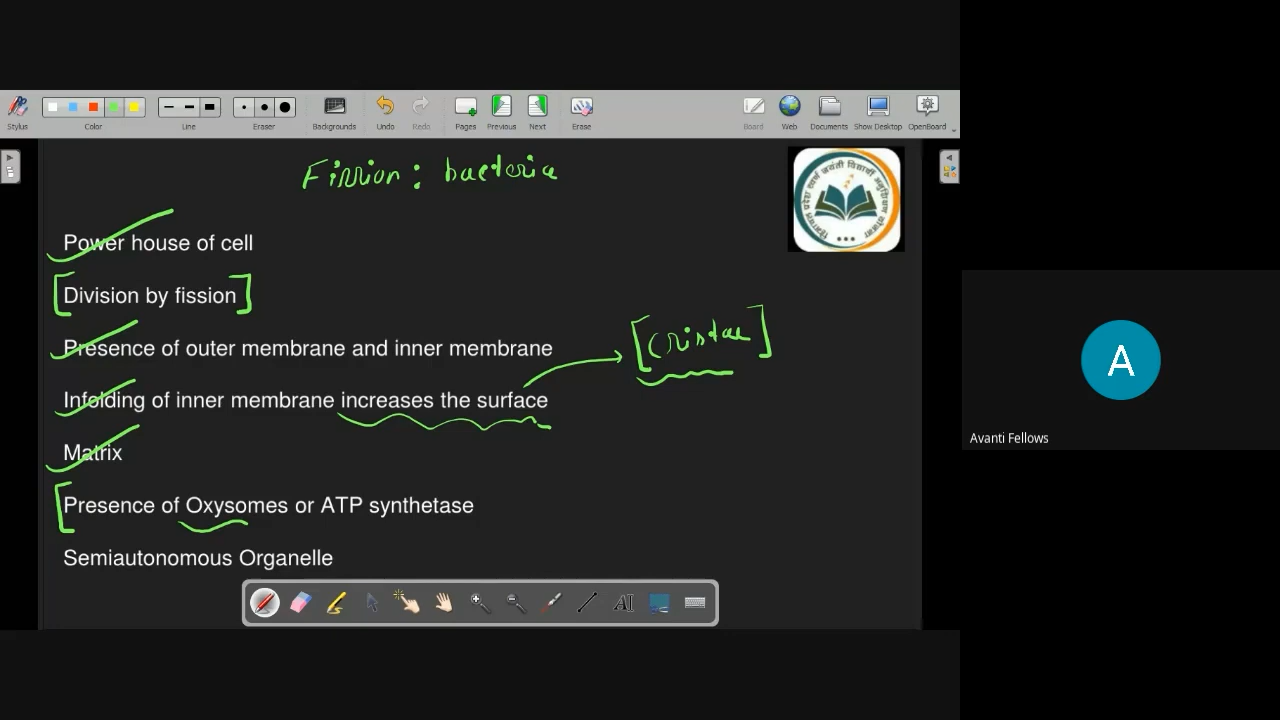 Stylus
Color
Line
Eraser
Backgrounds
Undo
Redo
Pages
Previous
Next
Erase
Board
Web
Documents
Show Desktop
OpenBoard
Fission : bacteria
Power house of cell
[Division by fission]
Presence of outer membrane and inner membrane
[Cristae]
Infolding of inner membrane increases the surface
Matrix
[Presence of Oxysomes or ATP synthetase
Semiautonomous Organelle
AI
A
Avanti Fellows